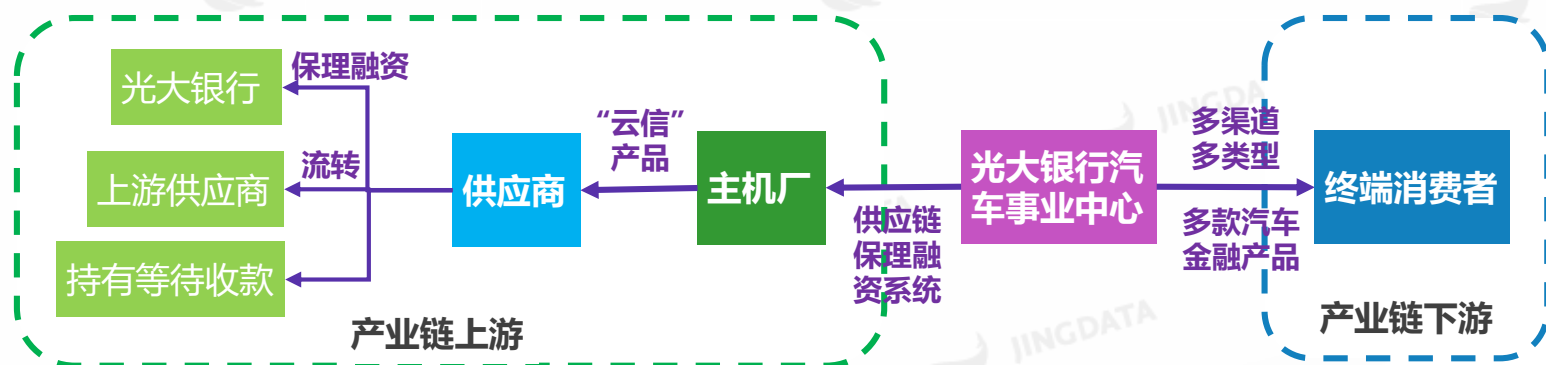 光大银行
保理融资
上游供应商
流转
持有等待收款
供应商
“云信”
产品
主机厂
供应链
保理融
资系统
光大银行汽
车事业中心
多渠道
多类型
多款汽车
金融产品
终端消费者
产业链上游
产业链下游
JINGDA
JINGDATA